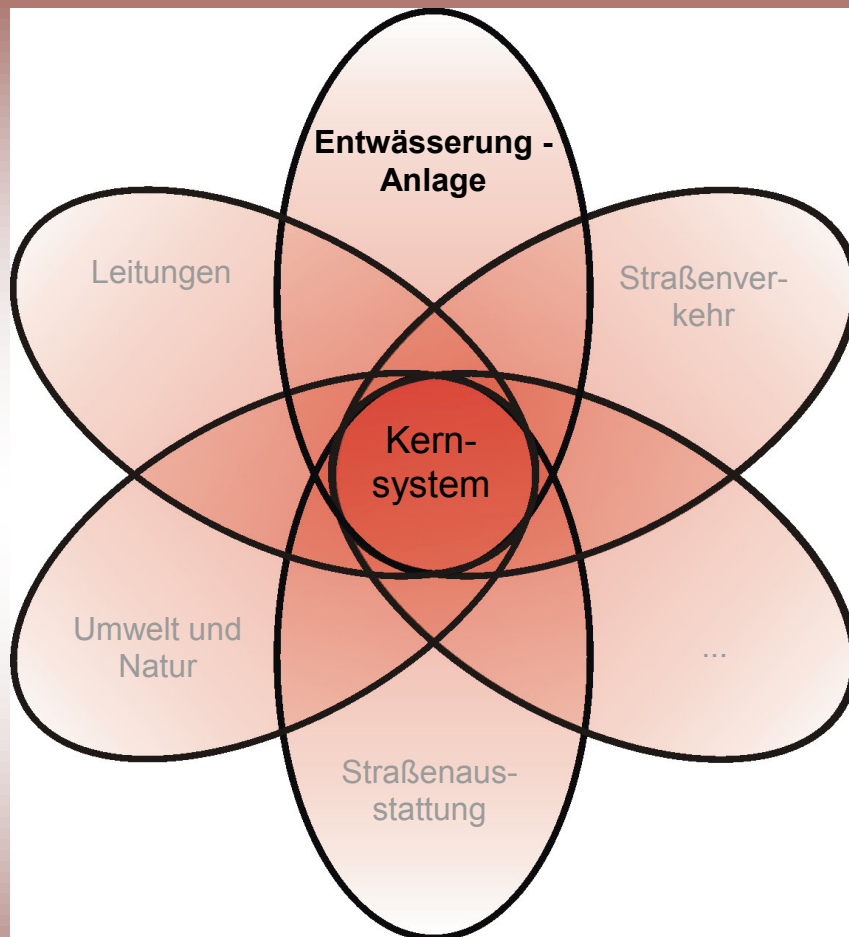 Entwässerung -
Anlage
Leitungen
Straßenver-
kehr
Kern-
system
Umwelt und
Natur
...
Straßenaus-
stattung